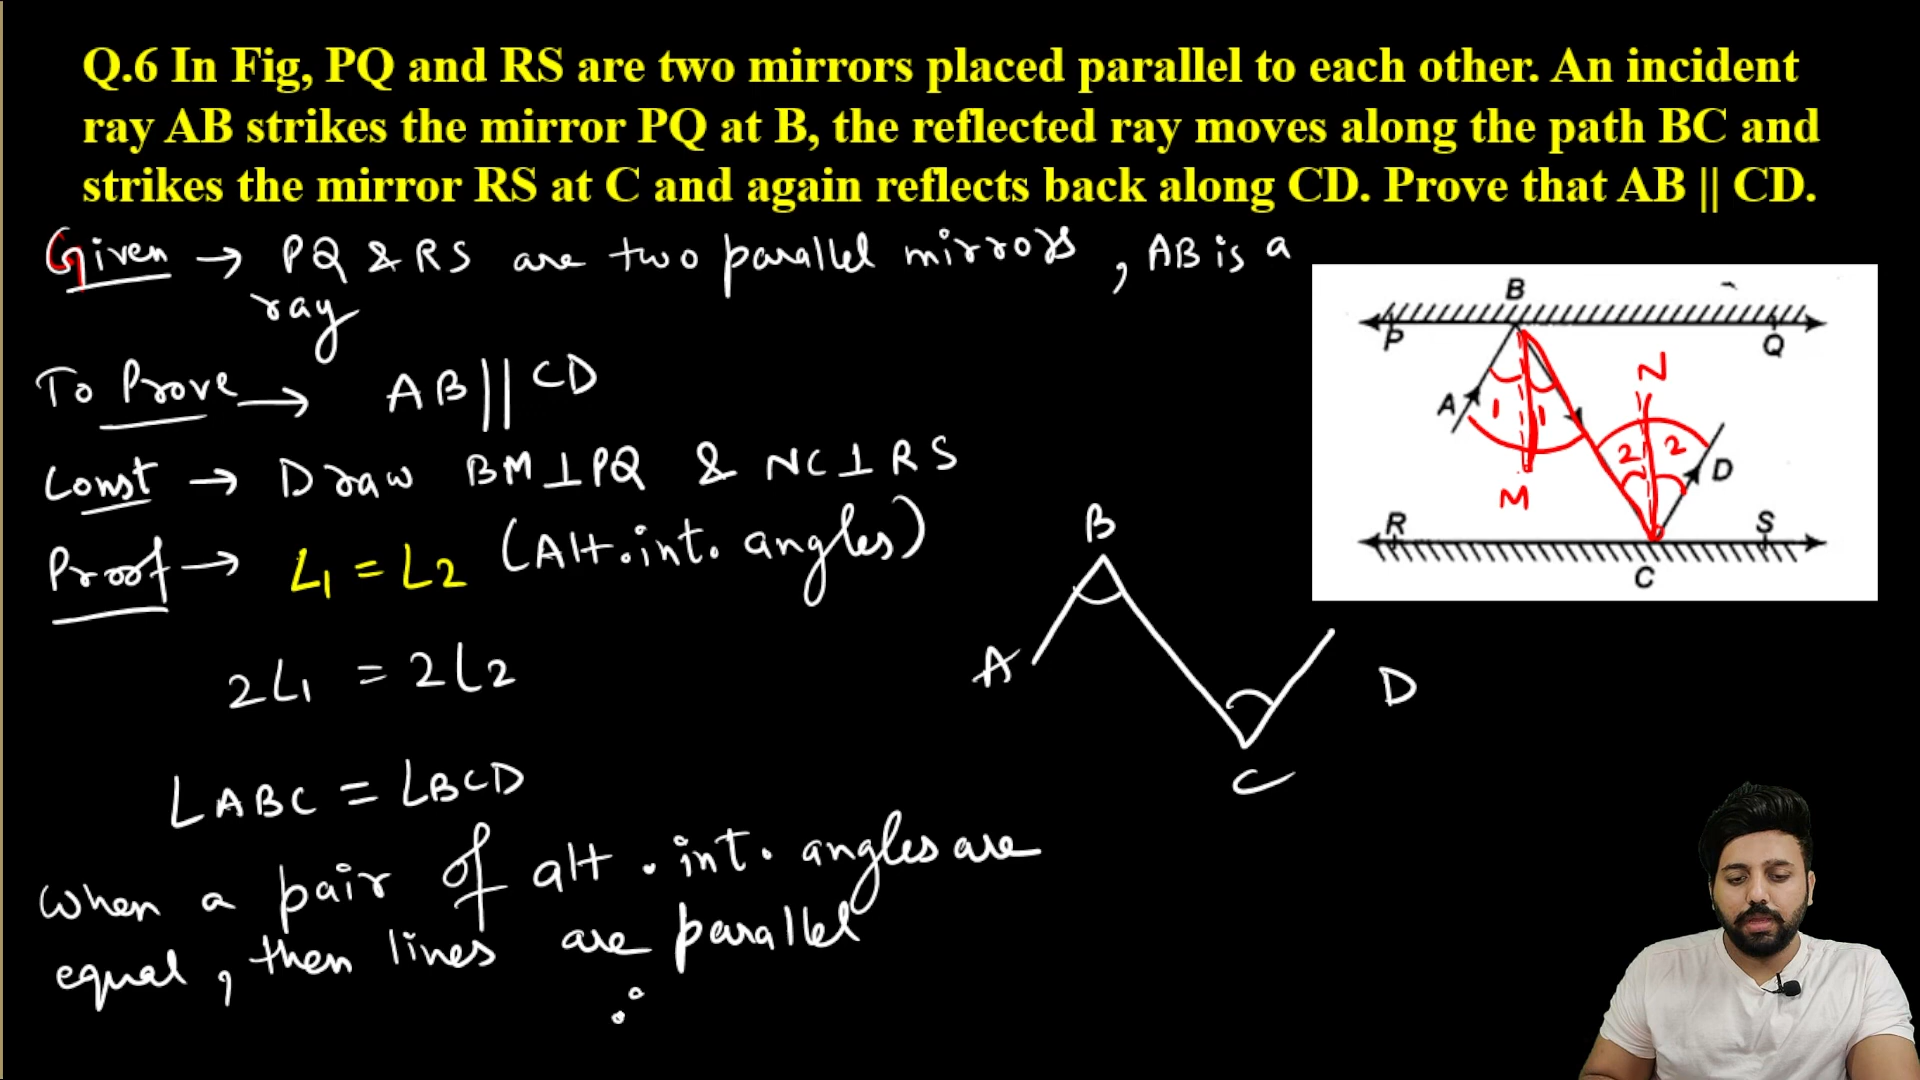 Q.6 In Fig, PQ and RS are two mirrors placed parallel to each other. An incident
ray AB strikes the mirror PQ at B, the reflected ray moves along the path BC and
strikes the mirror RS at C and again reflects back along CD. Prove that AB || CD.
Given → PQ & RS are two parallel mirrors, AB is a
ray
To Prove → AB || CD
Const → Draw BM⊥PQ & NC⊥RS
Proof → ∠1 = ∠2 (Alt. int. angles)
2∠1 = 2∠2
∠ABC = ∠BCD
When a pair of alt. int. angles are
equal, then lines are parallel
∴
B
P
Q
N
A
1
1
2
2
D
M
R
S
C
B
A
D
C